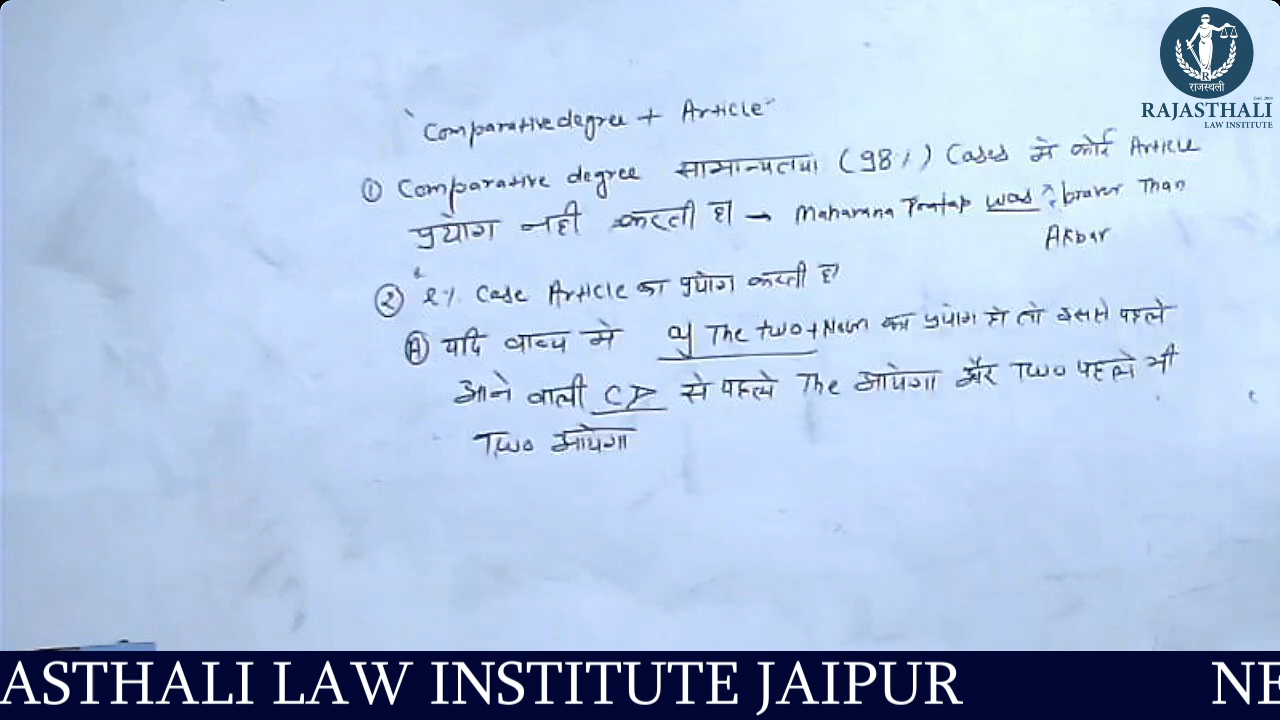 राजस्थली
RAJASTHALI
LAW INSTITUTE
"Comparative degree + Article"
① Comparative degree सामान्यतया (98%) Cases मे कोई Article
प्रयोग नही करती है → Maharana Pratap was ^ braver Than
Akbar
② 2% Case Article का प्रयोग करती है
Ⓐ यदि वाक्य मे of The two + Noun का प्रयोग हो तो उससे पहले
आने वाली CD से पहले The आयेगा और Two पहले भी
Two आयेगा
ASTHALI LAW INSTITUTE JAIPUR NE